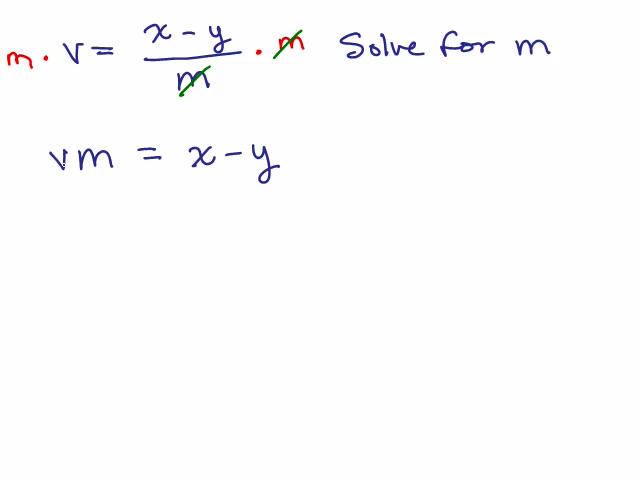 m · v = (x - y)/m · m Solve for m
vm = x - y